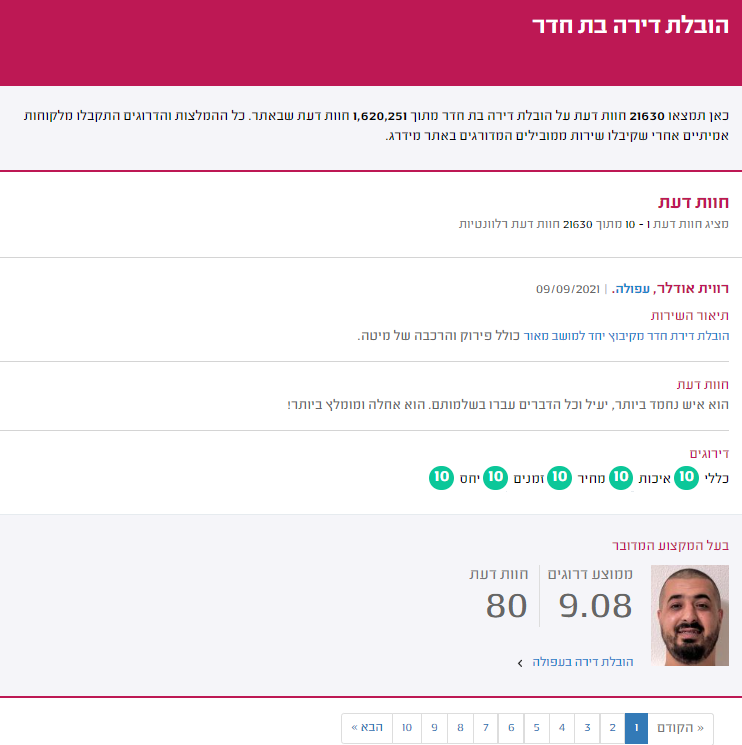 הובלת דירה בת חדר
כאן תמצאו 21630 חוות דעת על הובלת דירה בת חדר מתוך 1,620,251 חוות דעת שבאתר. כל ההמלצות והדרוגים התקבלו מלקוחות
אמיתיים אחרי שקיבלו שירות ממובילים המדורגים באתר מידרג.
חוות דעת
מציג חוות דעת 1 - 10 מתוך 21630 חוות דעת רלוונטיות
רווית אודלר, עפולה. | 09/09/2021
תיאור השירות
הובלת דירת חדר מקיבוץ יחד למושב מאור כולל פירוק והרכבה של מיטה.
חוות דעת
הוא איש נחמד ביותר, יעיל וכל הדברים עברו בשלמותם. הוא אחלה ומומלץ ביותר!
דירוגים
כללי 10 איכות 10 מחיר 10 זמנים 10 יחס 10
בעל המקצוע המדובר
ממוצע דרוגים חוות דעת
9.08 80
הובלת דירה בעפולה ›
« הקודם 1 2 3 4 5 6 7 8 9 10 הבא »